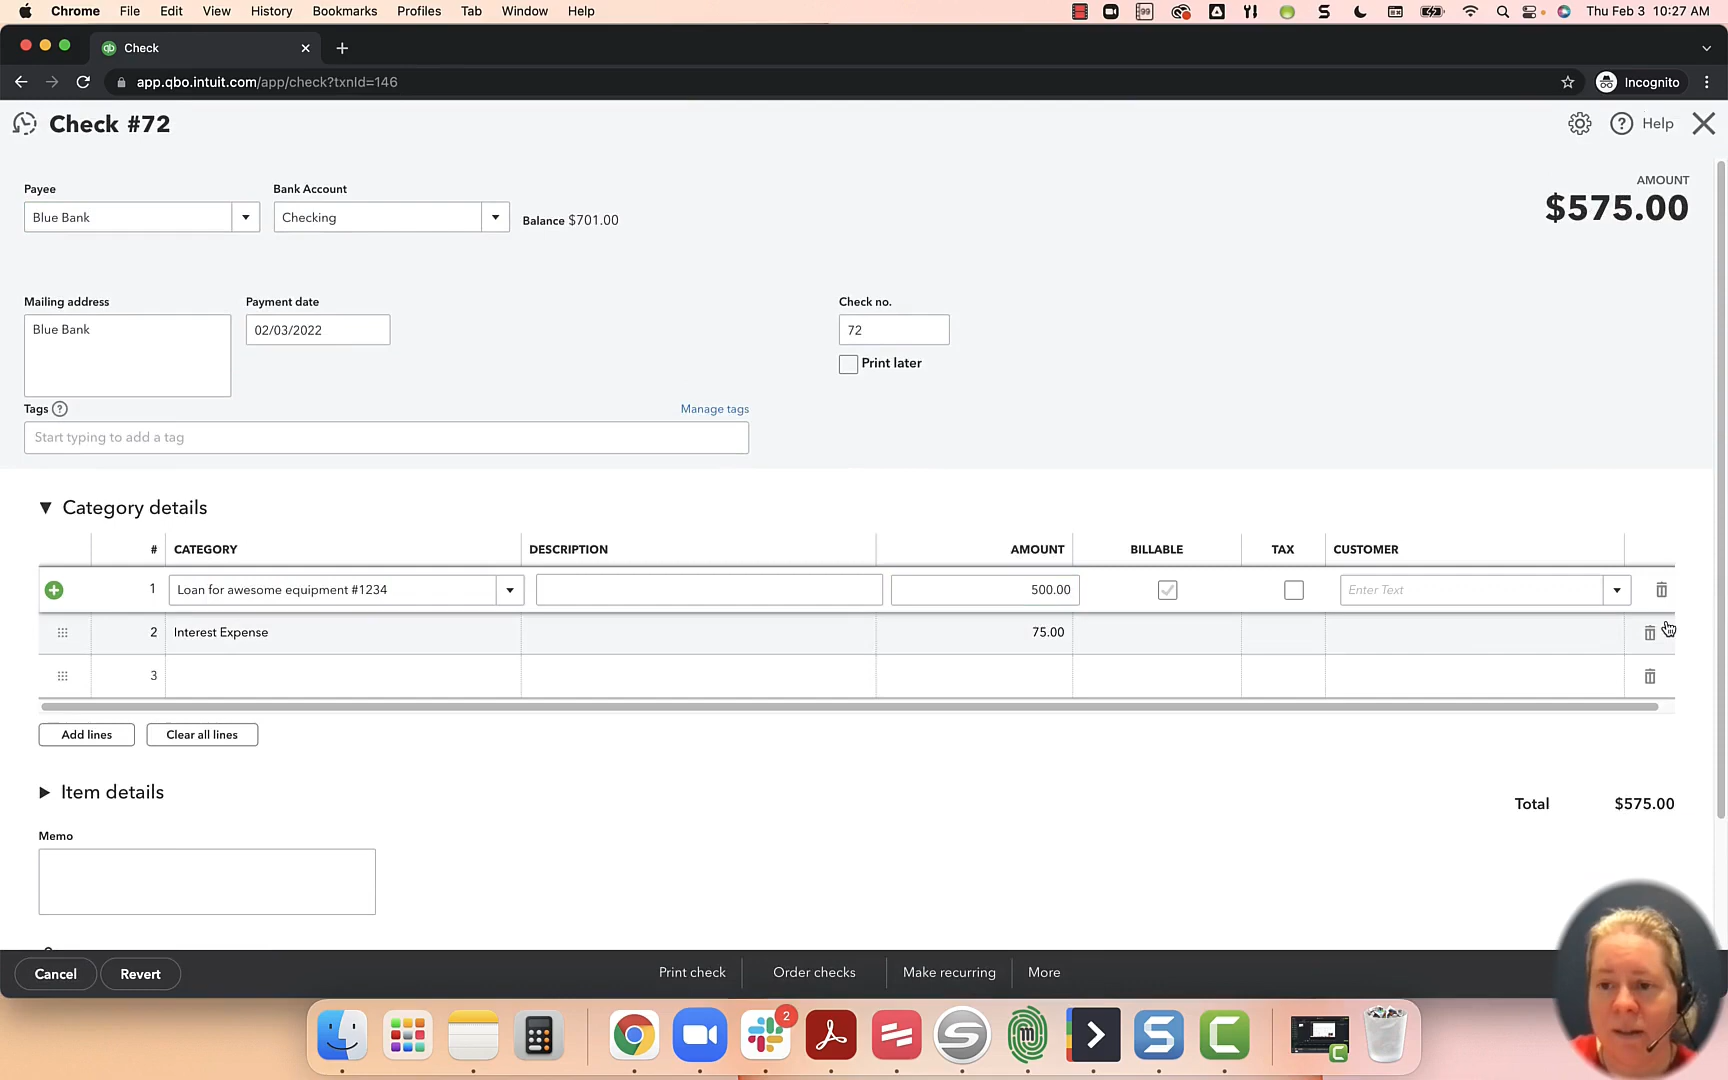 Chrome File Edit View History Bookmarks Profiles Tab Window Help Thu Feb 3 10:27 AM
Check
app.qbo.intuit.com/app/check?txnId=146 Incognito
Check #72 Help
Payee Bank Account AMOUNT
Blue Bank Checking Balance $701.00 $575.00
Mailing address Payment date Check no.
Blue Bank 02/03/2022 72
Print later
Tags ? Manage tags
Start typing to add a tag
Category details
# CATEGORY DESCRIPTION AMOUNT BILLABLE TAX CUSTOMER
1 Loan for awesome equipment #1234 500.00 Enter Text
2 Interest Expense 75.00
3
Add lines Clear all lines
Item details
Total $575.00
Memo
Cancel Revert Print check Order checks Make recurring More
2